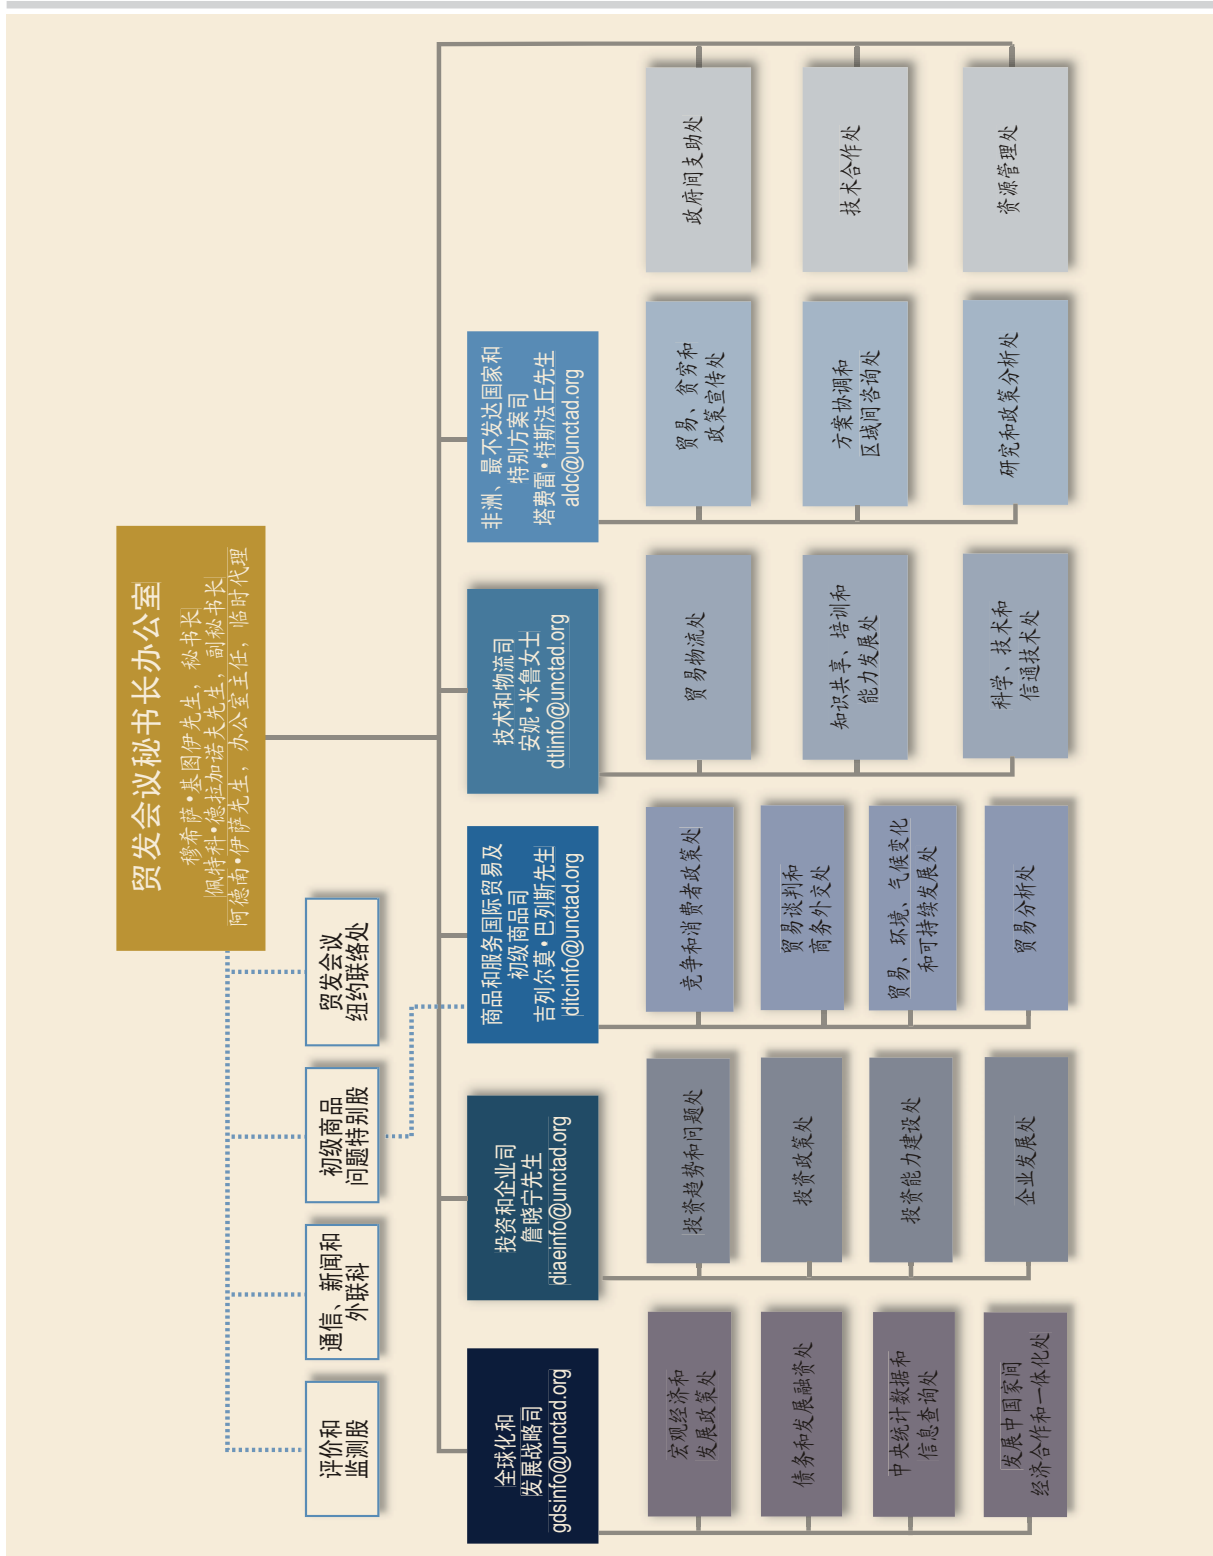 贸发会议秘书长办公室
穆希萨•基图伊先生，秘书长
佩特科•德拉加诺夫先生，副秘书长
阿德南•伊萨先生，办公室主任，临时代理
评价和
监测股
通信、新闻和
外联科
初级商品
问题特别股
贸发会议
纽约联络处
全球化和
发展战略司
gdsinfo@unctad.org
投资和企业司
詹晓宁先生
diaeinfo@unctad.org
商品和服务国际贸易及
初级商品司
吉列尔莫•巴列斯先生
ditcinfo@unctad.org
技术和物流司
安妮•米鲁女士
dtlinfo@unctad.org
非洲、最不发达国家和
特别方案司
塔费雷•特斯法丘先生
aldc@unctad.org
宏观经济和
发展政策处
债务和发展融资处
中央统计数据和
信息查询处
发展中国家间
经济合作和一体化处
投资趋势和问题处
投资政策处
投资能力建设处
企业发展处
竞争和消费者政策处
贸易谈判和
商务外交处
贸易、环境、气候变化
和可持续发展处
贸易分析处
贸易物流处
知识共享、培训和
能力发展处
科学、技术和
信通技术处
贸易、贫穷和
政策宣传处
方案协调和
区域间咨询处
研究和政策分析处
政府间支助处
技术合作处
资源管理处